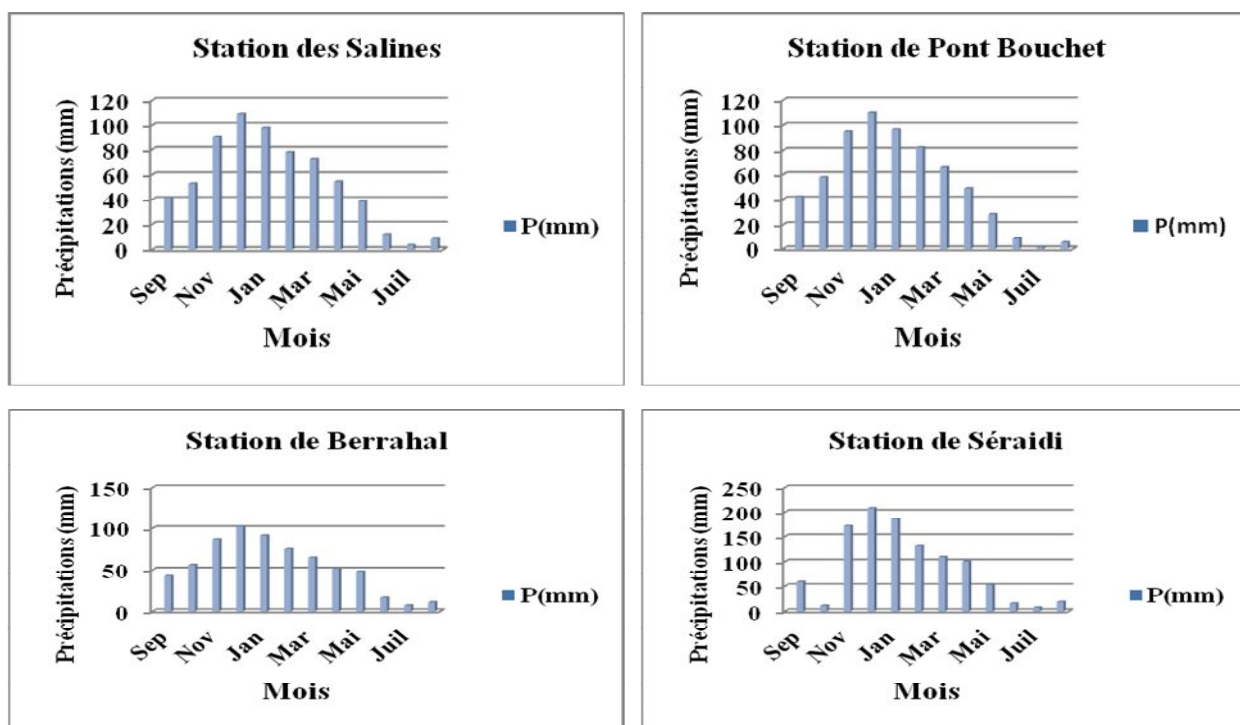 Station des Salines
Précipitations (mm)
120
100
80
60
40
20
0
Sep
Nov
Jan
Mar
Mai
Juil
Mois
P(mm)
Station de Pont Bouchet
Précipitations (mm)
120
100
80
60
40
20
0
Sep
Nov
Jan
Mar
Mai
Juil
Mois
P(mm)
Station de Berrahal
Précipitations (mm)
150
100
50
0
Sep
Nov
Jan
Mar
Mai
Juil
Mois
P(mm)
Station de Séraidi
Précipitations (mm)
250
200
150
100
50
0
Sep
Nov
Jan
Mar
Mai
Juil
Mois
P(mm)